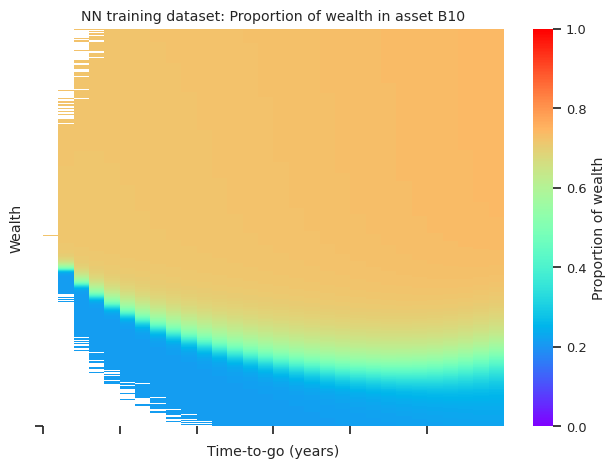 NN training dataset: Proportion of wealth in asset B10
1.0
0.8
0.6
0.4
0.2
0.0
Proportion of wealth
Wealth
Time-to-go (years)